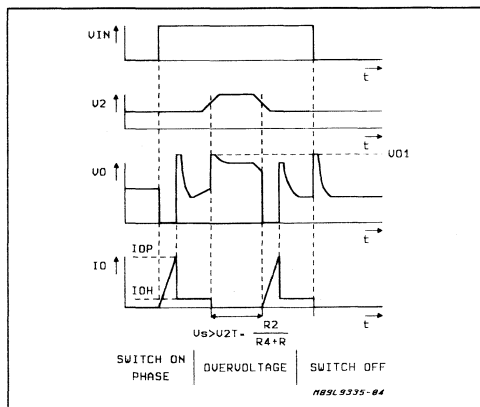 VIN
t
V2
t
VO
VO1
t
IO
IOP
IOH
t
Vs>V2T- R2
R4+R
SWITCH ON PHASE
OVERVOLTAGE
SWITCH OFF
M89L9335-04